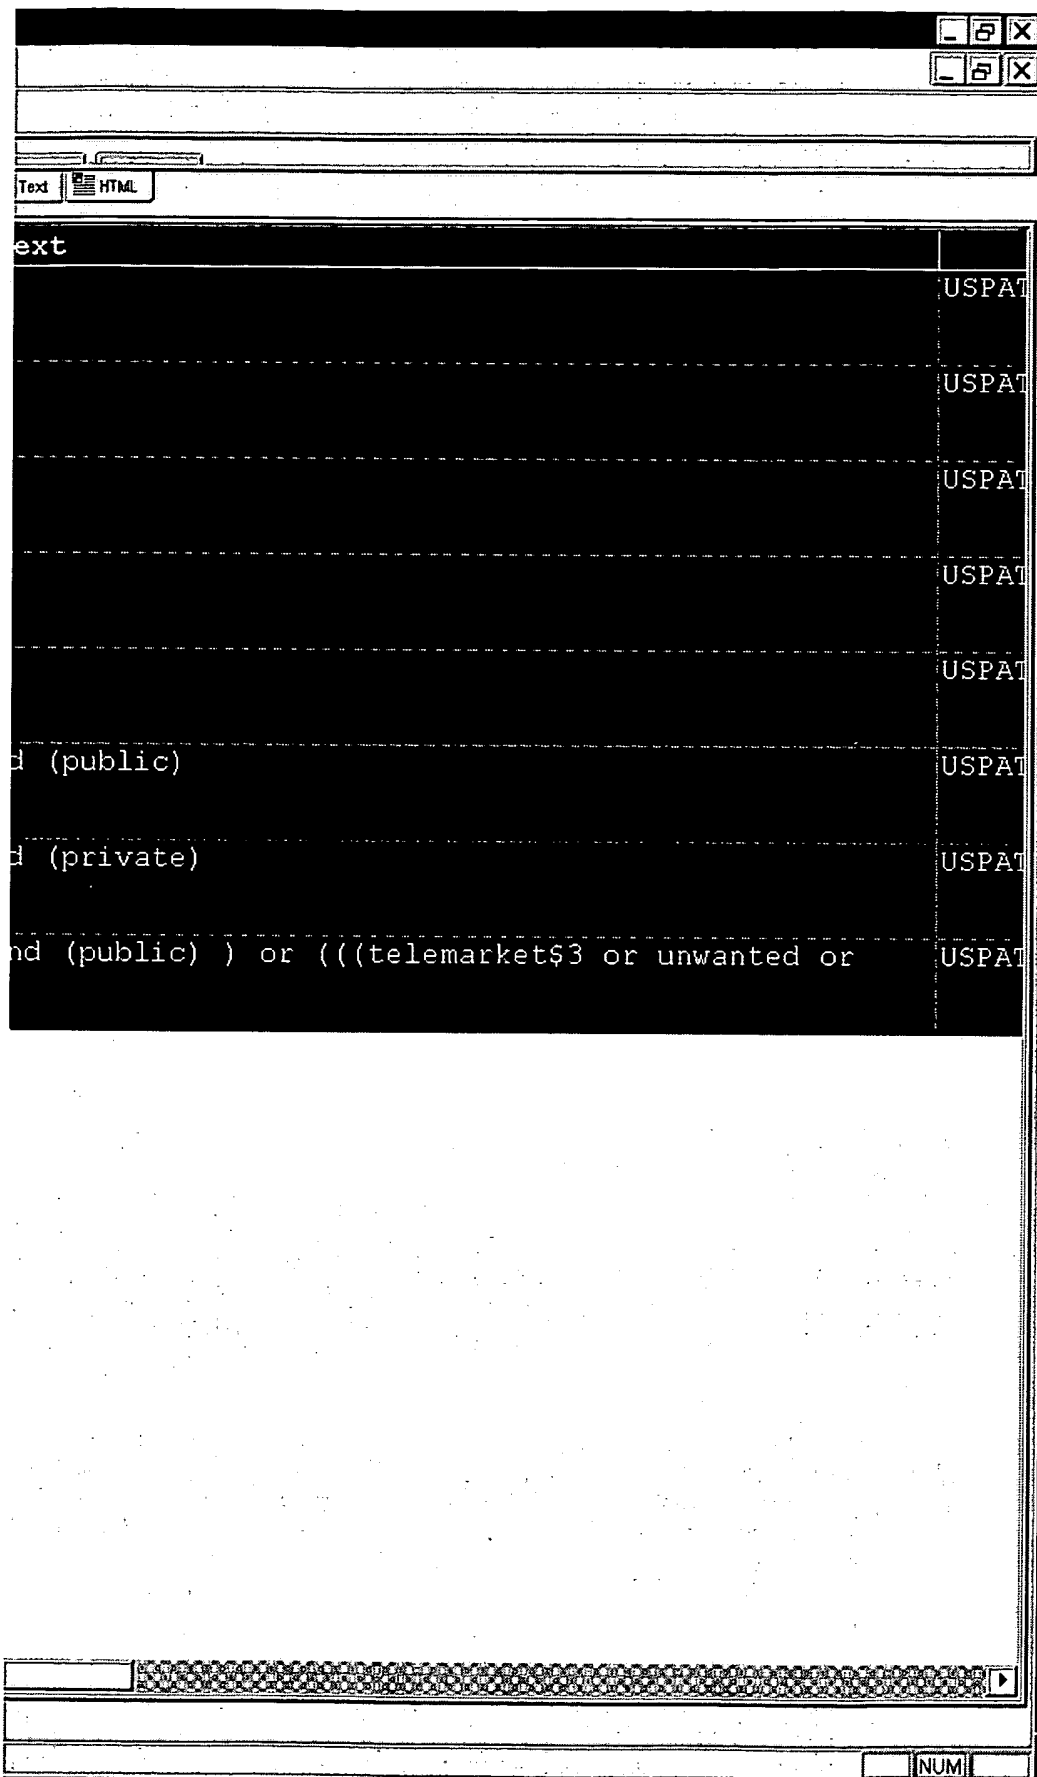 Text HTML
ext
USPAT
USPAT
USPAT
USPAT
USPAT
d (public) USPAT
d (private) USPAT
nd (public) ) or (((telemarket$3 or unwanted or USPAT
NUM